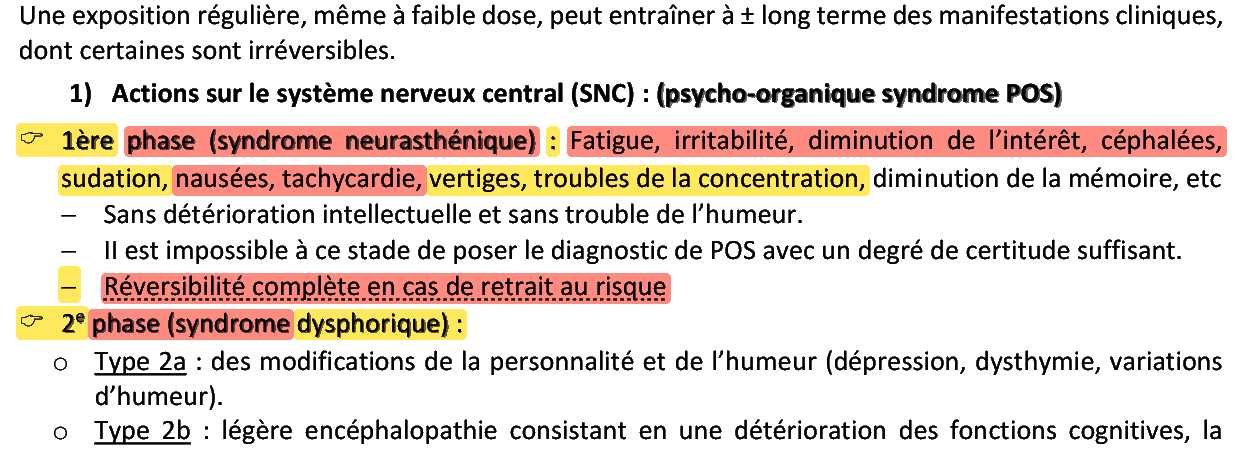 Une exposition régulière, même à faible dose, peut entraîner à ± long terme des manifestations cliniques,
dont certaines sont irréversibles.
1) Actions sur le système nerveux central (SNC) : (psycho-organique syndrome POS)
☞ 1ère phase (syndrome neurasthénique) : Fatigue, irritabilité, diminution de l’intérêt, céphalées,
sudation, nausées, tachycardie, vertiges, troubles de la concentration, diminution de la mémoire, etc
– Sans détérioration intellectuelle et sans trouble de l’humeur.
– Il est impossible à ce stade de poser le diagnostic de POS avec un degré de certitude suffisant.
– Réversibilité complète en cas de retrait au risque
☞ 2e phase (syndrome dysphorique) :
o Type 2a : des modifications de la personnalité et de l’humeur (dépression, dysthymie, variations
d’humeur).
o Type 2b : légère encéphalopathie consistant en une détérioration des fonctions cognitives, la